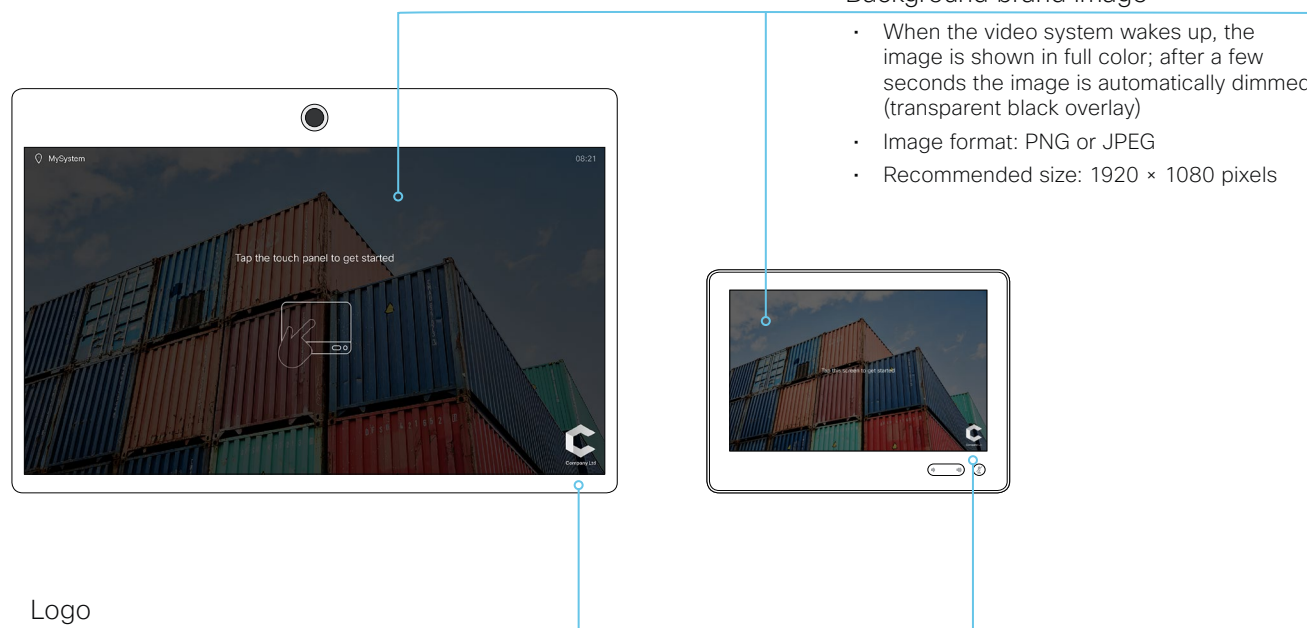 Background brand image
• When the video system wakes up, the
image is shown in full color; after a few
seconds the image is automatically dimmed
(transparent black overlay)
• Image format: PNG or JPEG
• Recommended size: 1920 × 1080 pixels
MySystem 08:21
Tap the touch panel to get started
Company Ltd
Tap the screen to get started
Logo